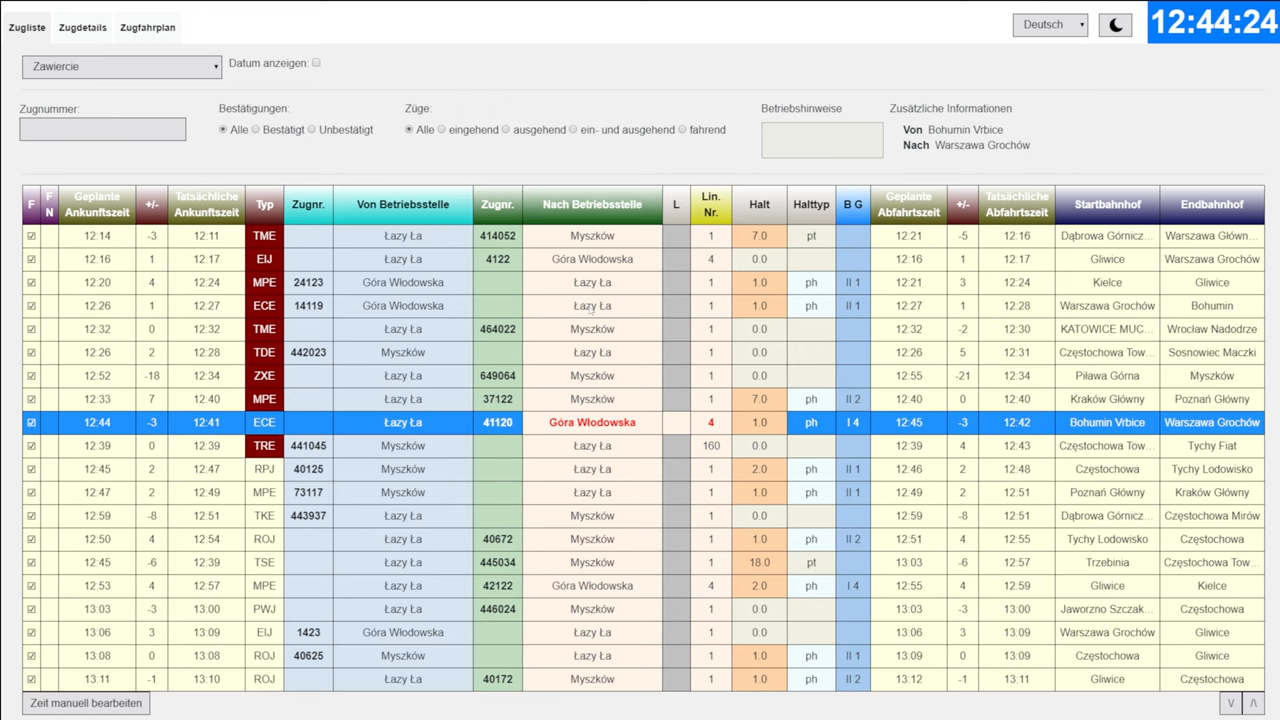 Zugliste Zugdetails Zugfahrplan Deutsch 12:44:24
Zawiercie Datum anzeigen:
Zugnummer: Bestätigungen: Züge: Betriebshinweise Zusätzliche Informationen
Alle Bestätigt Unbestätigt Alle eingehend ausgehend ein- und ausgehend fahrend Von Bohumin Vrbice
Nach Warszawa Grochów
F F N Geplante Ankunftszeit +/- Tatsächliche Ankunftszeit Typ Zugnr. Von Betriebsstelle Zugnr. Nach Betriebsstelle L Lin. Nr. Halt Halttyp B G Geplante Abfahrtszeit +/- Tatsächliche Abfahrtszeit Startbahnhof Endbahnhof
12:14 -3 12:11 TME Łazy Ła 414052 Myszków 1 7.0 pt 12:21 -5 12:16 Dąbrowa Górnicz... Warszawa Główn...
12:16 1 12:17 EIJ Łazy Ła 4122 Góra Włodowska 4 0.0 12:16 1 12:17 Gliwice Warszawa Grochów
12:20 4 12:24 MPE 24123 Góra Włodowska Łazy Ła 1 1.0 ph II 1 12:21 3 12:24 Kielce Gliwice
12:26 1 12:27 ECE 14119 Góra Włodowska Łazy Ła 1 1.0 ph II 1 12:27 1 12:28 Warszawa Grochów Bohumin
12:32 0 12:32 TME Łazy Ła 464022 Myszków 1 0.0 12:32 -2 12:30 KATOWICE MUC... Wrocław Nadodrze
12:26 2 12:28 TDE 442023 Myszków Łazy Ła 1 0.0 12:26 5 12:31 Częstochowa Tow... Sosnowiec Maczki
12:52 -18 12:34 ZXE Łazy Ła 649064 Myszków 1 0.0 12:55 -21 12:34 Piława Górna Myszków
12:33 7 12:40 MPE Łazy Ła 37122 Myszków 1 7.0 ph II 2 12:40 0 12:40 Kraków Główny Poznań Główny
12:44 -3 12:41 ECE Łazy Ła 41120 Góra Włodowska 4 1.0 ph I 4 12:45 -3 12:42 Bohumin Vrbice Warszawa Grochów
12:39 0 12:39 TRE 441045 Myszków Łazy Ła 160 0.0 12:39 4 12:43 Częstochowa Tow... Tychy Fiat
12:45 2 12:47 RPJ 40125 Myszków Łazy Ła 1 2.0 ph II 1 12:46 2 12:48 Częstochowa Tychy Lodowisko
12:47 2 12:49 MPE 73117 Myszków Łazy Ła 1 1.0 ph II 1 12:49 2 12:51 Poznań Główny Kraków Główny
12:59 -8 12:51 TKE 443937 Łazy Ła Myszków 1 0.0 12:59 -8 12:51 Dąbrowa Górnicz... Częstochowa Mirów
12:50 4 12:54 ROJ Łazy Ła 40672 Myszków 1 1.0 ph II 2 12:51 4 12:55 Tychy Lodowisko Częstochowa
12:45 -6 12:39 TSE Łazy Ła 445034 Myszków 1 18.0 pt 13:03 -6 12:57 Trzebinia Częstochowa Tow...
12:53 4 12:57 MPE Łazy Ła 42122 Góra Włodowska 4 2.0 ph I 4 12:55 4 12:59 Gliwice Kielce
13:03 -3 13:00 PWJ Łazy Ła 446024 Myszków 1 0.0 13:03 -3 13:00 Jaworzno Szczak... Częstochowa
13:06 3 13:09 EIJ 1423 Góra Włodowska Łazy Ła 1 0.0 13:06 3 13:09 Warszawa Grochów Gliwice
13:08 0 13:08 ROJ 40625 Myszków Łazy Ła 1 1.0 ph II 1 13:09 0 13:09 Częstochowa Gliwice
13:11 -1 13:10 ROJ Łazy Ła 40172 Myszków 1 1.0 ph II 2 13:12 -1 13:11 Gliwice Częstochowa
Zeit manuell bearbeiten